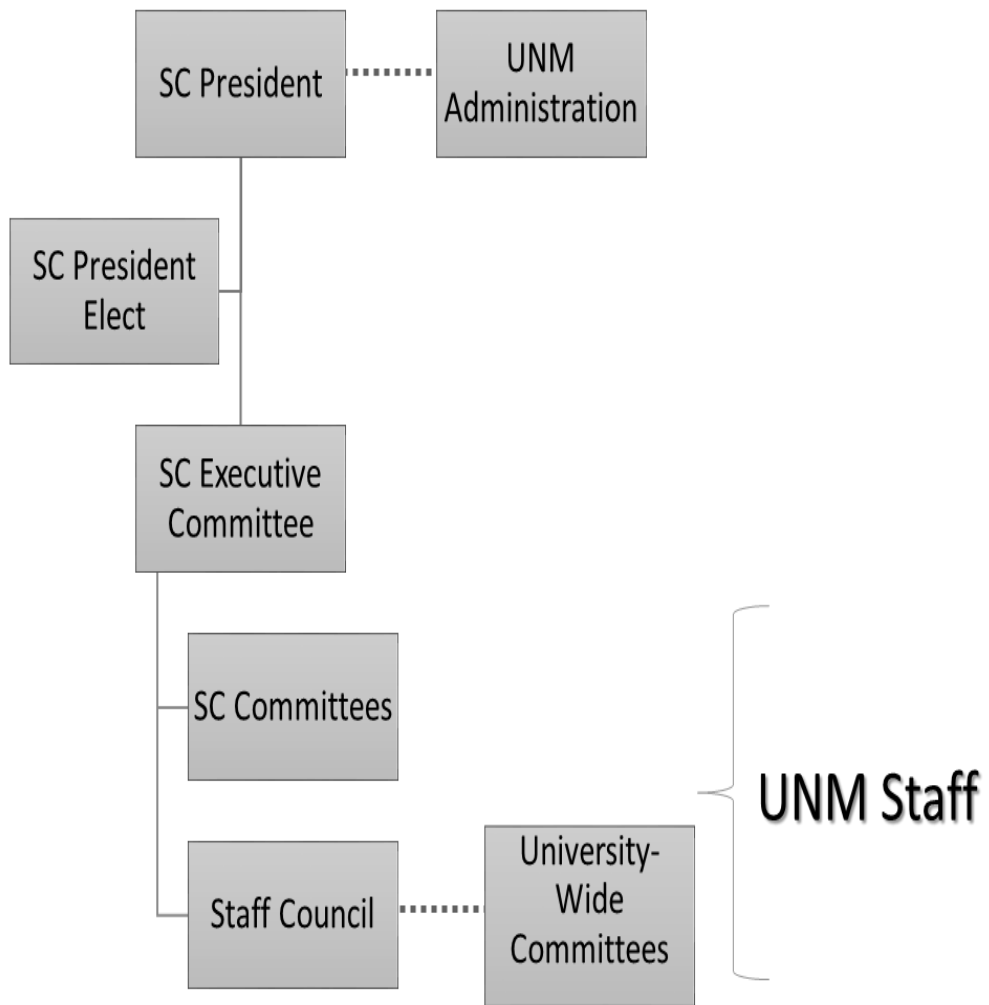 SC President
UNM
Administration
SC President
Elect
SC Executive
Committee
SC Committees
Staff Council
University-
Wide
Committees
UNM Staff